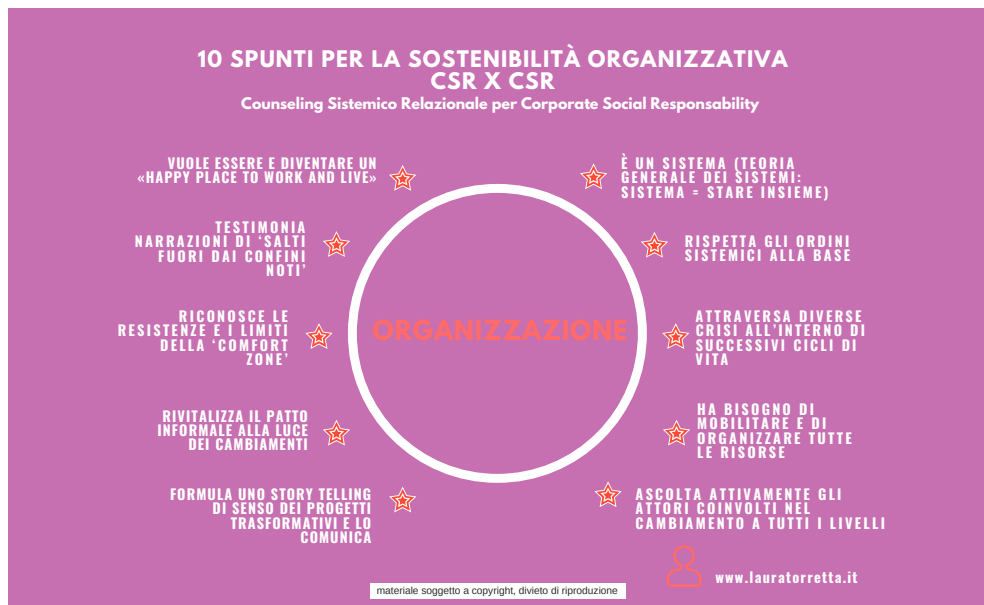 10 SPUNTI PER LA SOSTENIBILITÀ ORGANIZZATIVA
CSR X CSR
Counseling Sistemico Relazionale per Corporate Social Responsability
VUOLE ESSERE E DIVENTARE UN
«HAPPY PLACE TO WORK AND LIVE»
TESTIMONIA
NARRAZIONI DI ‘SALTI
FUORI DAI CONFINI
NOTI’
RICONOSCE LE
RESISTENZE E I LIMITI
DELLA ‘COMFORT
ZONE’
RIVITALIZZA IL PATTO
INFORMALE ALLA LUCE
DEI CAMBIAMENTI
FORMULA UNO STORY TELLING
DI SENSO DEI PROGETTI
TRASFORMATIVI E LO
COMUNICA
ORGANIZZAZIONE
È UN SISTEMA (TEORIA
GENERALE DEI SISTEMI:
SISTEMA = STARE INSIEME)
RISPETTA GLI ORDINI
SISTEMICI ALLA BASE
ATTRAVERSA DIVERSE
CRISI ALL’INTERNO DI
SUCCESSIVI CICLI DI
VITA
HA BISOGNO DI
MOBILITARE E DI
ORGANIZZARE TUTTE
LE RISORSE
ASCOLTA ATTIVAMENTE GLI
ATTORI COINVOLTI NEL
CAMBIAMENTO A TUTTI I LIVELLI
www.lauratorretta.it
materiale soggetto a copyright, divieto di riproduzione